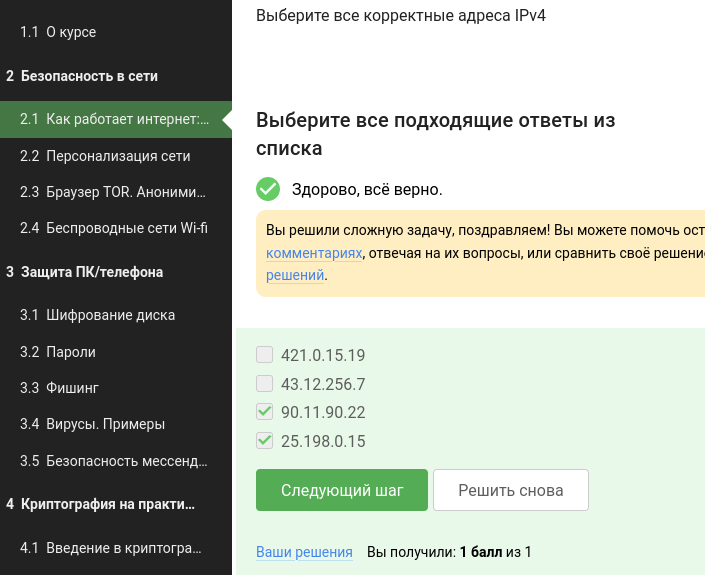 1.1 О курсе
2 Безопасность в сети
2.1 Как работает интернет:...
2.2 Персонализация сети
2.3 Браузер TOR. Аноними...
2.4 Беспроводные сети Wi-fi
3 Защита ПК/телефона
3.1 Шифрование диска
3.2 Пароли
3.3 Фишинг
3.4 Вирусы. Примеры
3.5 Безопасность мессенд...
4 Криптография на практи...
4.1 Введение в криптогра...
Выберите все корректные адреса IPv4
Выберите все подходящие ответы из
списка
Здорово, всё верно.
Вы решили сложную задачу, поздравляем! Вы можете помочь ост
комментариях, отвечая на их вопросы, или сравнить своё решени
решений.
421.0.15.19
43.12.256.7
90.11.90.22
25.198.0.15
Следующий шаг
Решить снова
Ваши решения Вы получили: 1 балл из 1